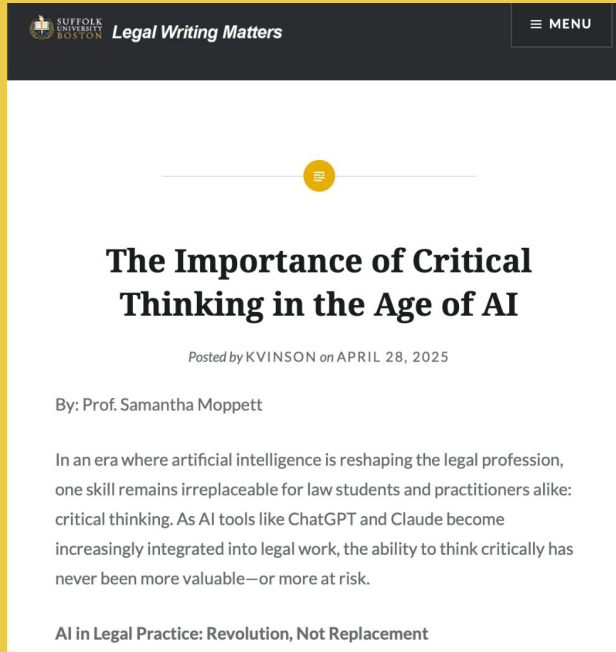 SUFFOLK
UNIVERSITY
BOSTON
Legal Writing Matters
≡ MENU
The Importance of Critical
Thinking in the Age of AI
Posted by KVINSON on APRIL 28, 2025
By: Prof. Samantha Moppett
In an era where artificial intelligence is reshaping the legal profession,
one skill remains irreplaceable for law students and practitioners alike:
critical thinking. As AI tools like ChatGPT and Claude become
increasingly integrated into legal work, the ability to think critically has
never been more valuable—or more at risk.
AI in Legal Practice: Revolution, Not Replacement